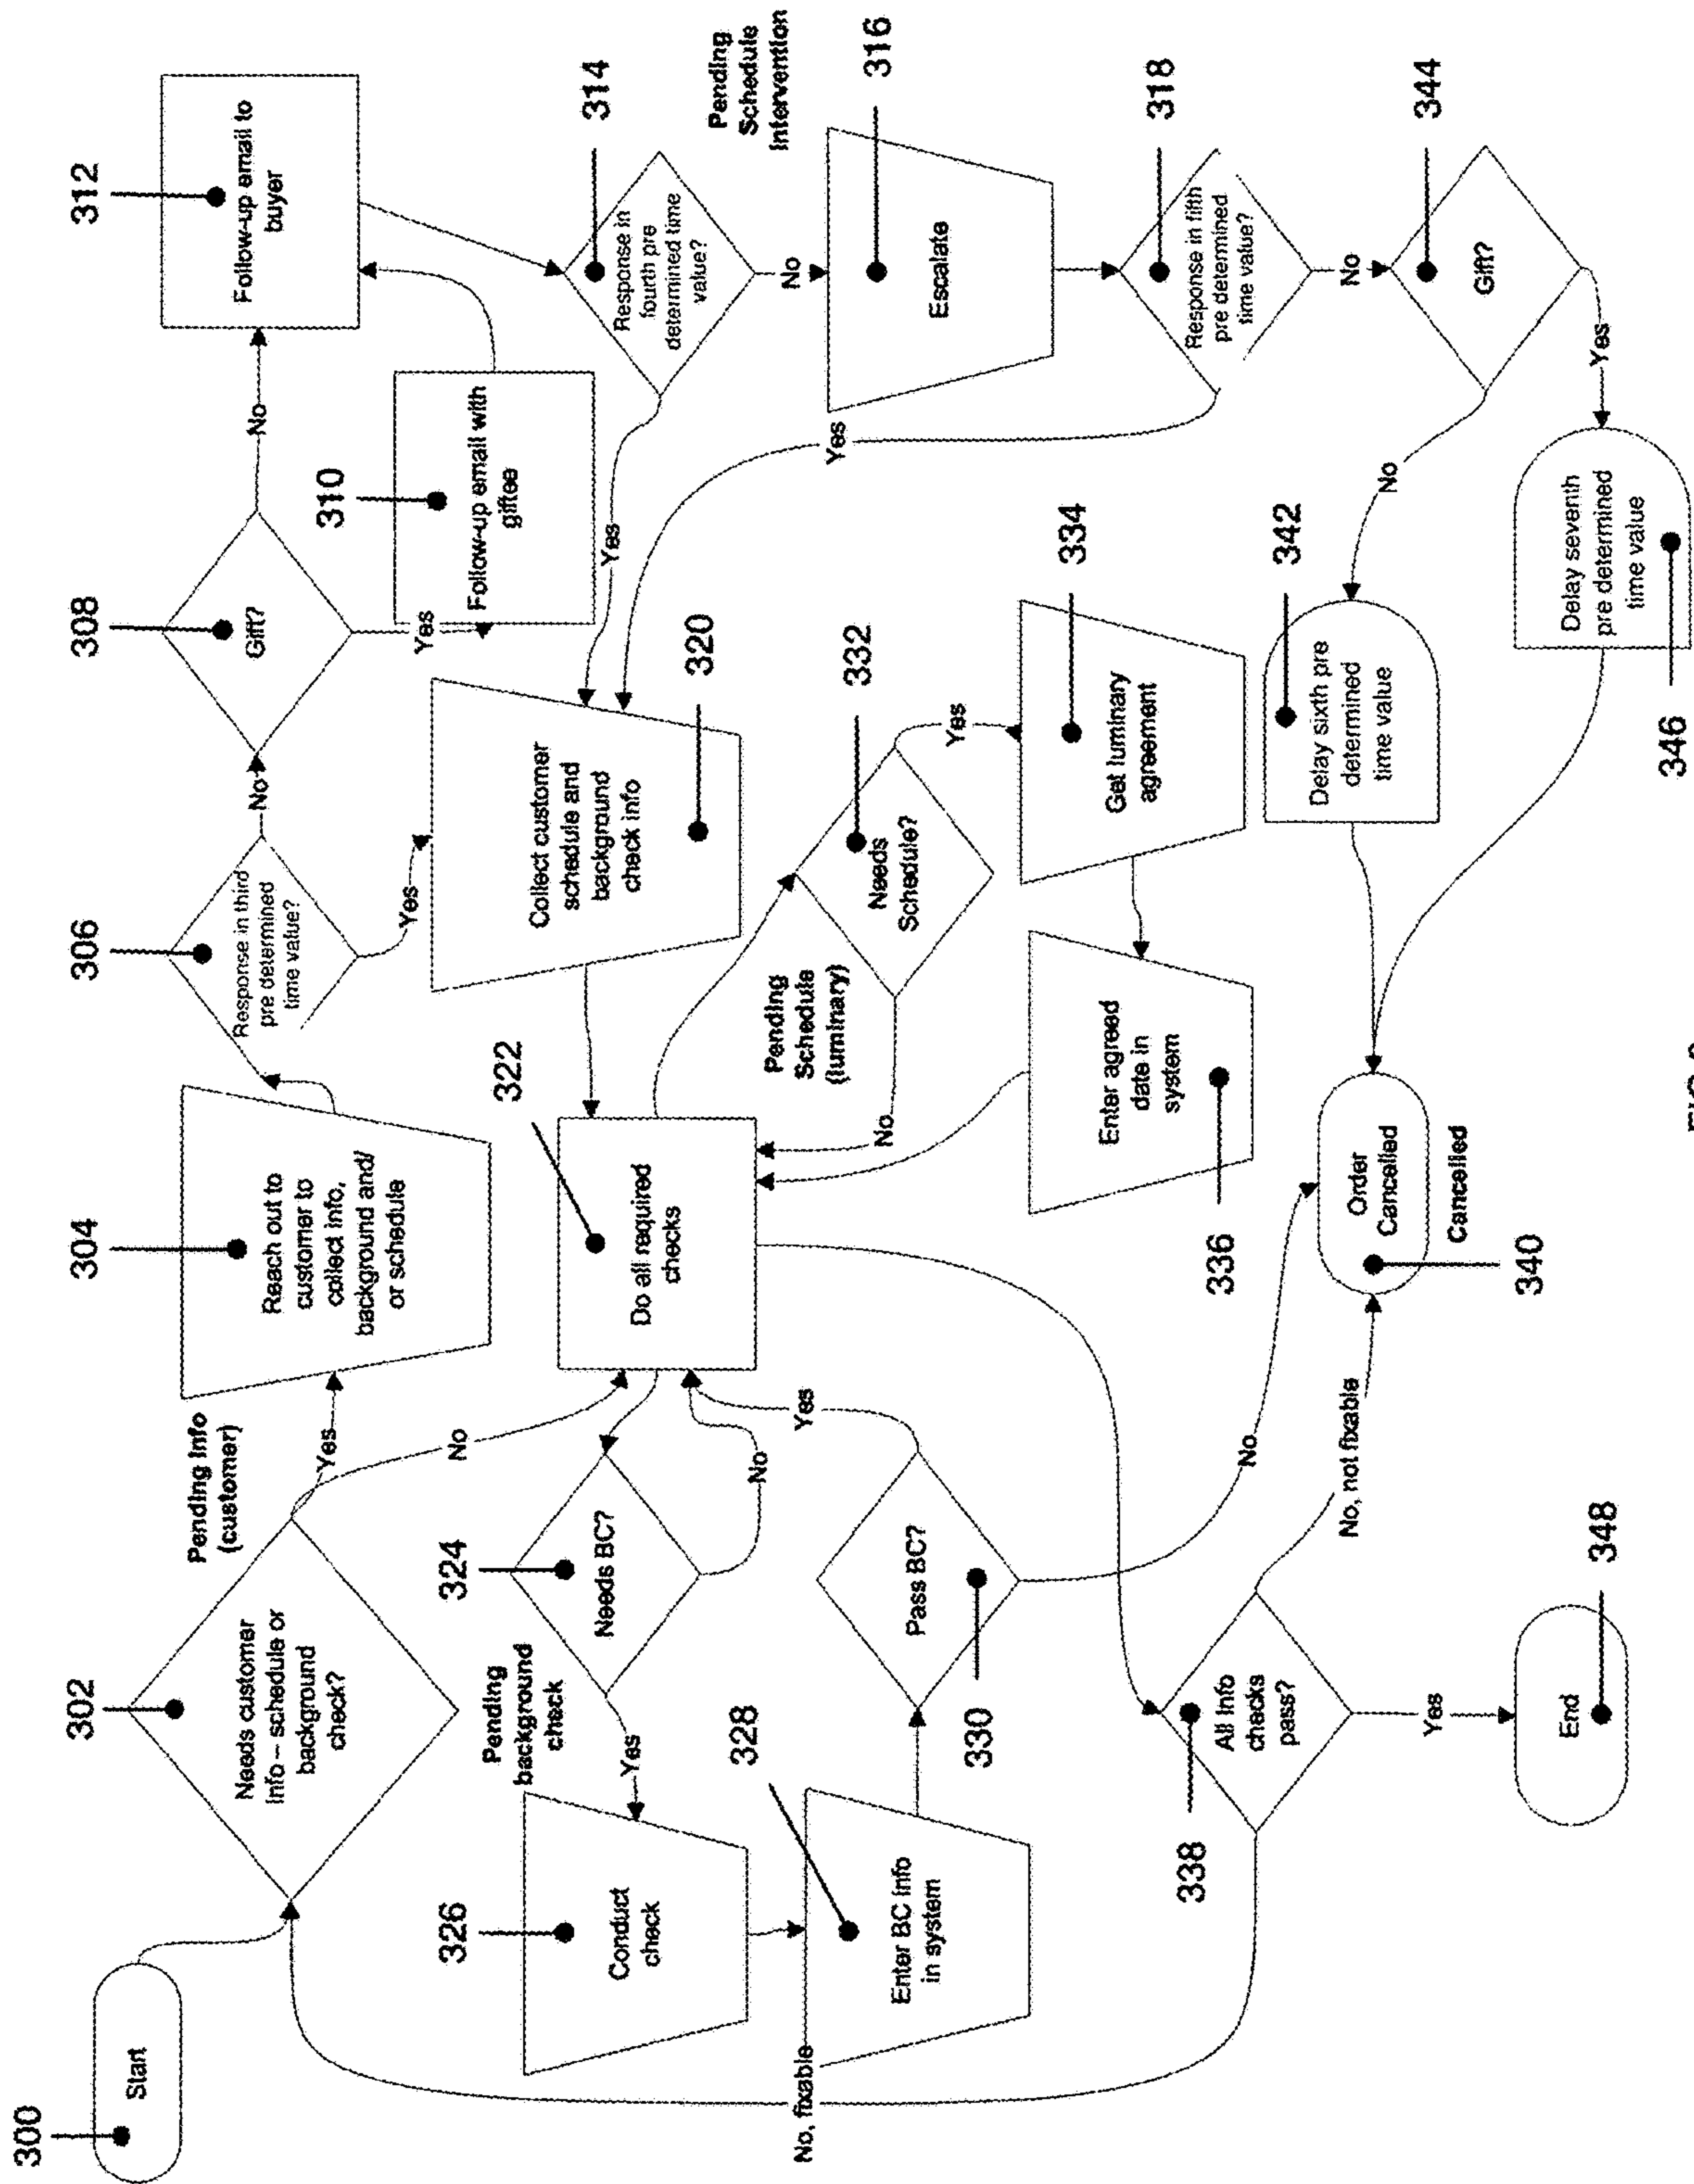 300
Start
302
Needs customer
info – schedule or
background
check?
Pending Info
(customer)
Yes
No
304
Reach out to
customer to
collect info,
background and/
or schedule
306
Response in third
pre determined
time value?
No
Yes
308
Gift?
No
Yes
310
Follow-up email with
giftee
312
Follow-up email to
buyer
314
Response in
fourth pre
determined time
value?
Yes
No
Pending
Schedule
Intervention
316
Escalate
318
Response in fifth
pre determined
time value?
Yes
No
320
Collect customer
schedule and
background
check info
322
Do all required
checks
324
Needs BC?
No
Yes
Pending
background
check
326
Conduct
check
328
Enter BC info
in system
330
Pass BC?
Yes
No
332
Needs
Schedule?
Pending
Schedule
(luminary)
No
Yes
334
Get luminary
agreement
336
Enter agreed
date in
system
338
All info
checks
pass?
No, fixable
No, not fixable
Yes
340
Order
Cancelled
Cancelled
342
Delay sixth pre
determined
time value
344
Gift?
No
Yes
346
Delay seventh
pre determined
time value
348
End